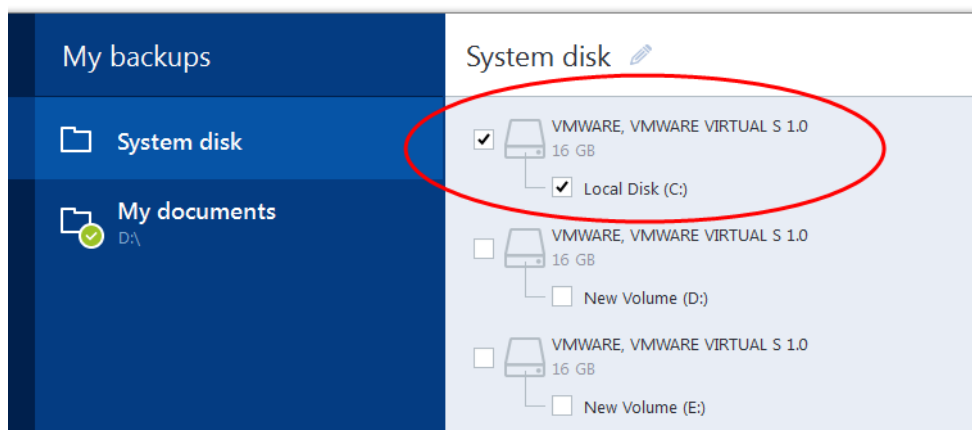 My backups
System disk
My documents
D:\
System disk
VMWARE, VMWARE VIRTUAL S 1.0
16 GB
Local Disk (C:)
VMWARE, VMWARE VIRTUAL S 1.0
16 GB
New Volume (D:)
VMWARE, VMWARE VIRTUAL S 1.0
16 GB
New Volume (E:)